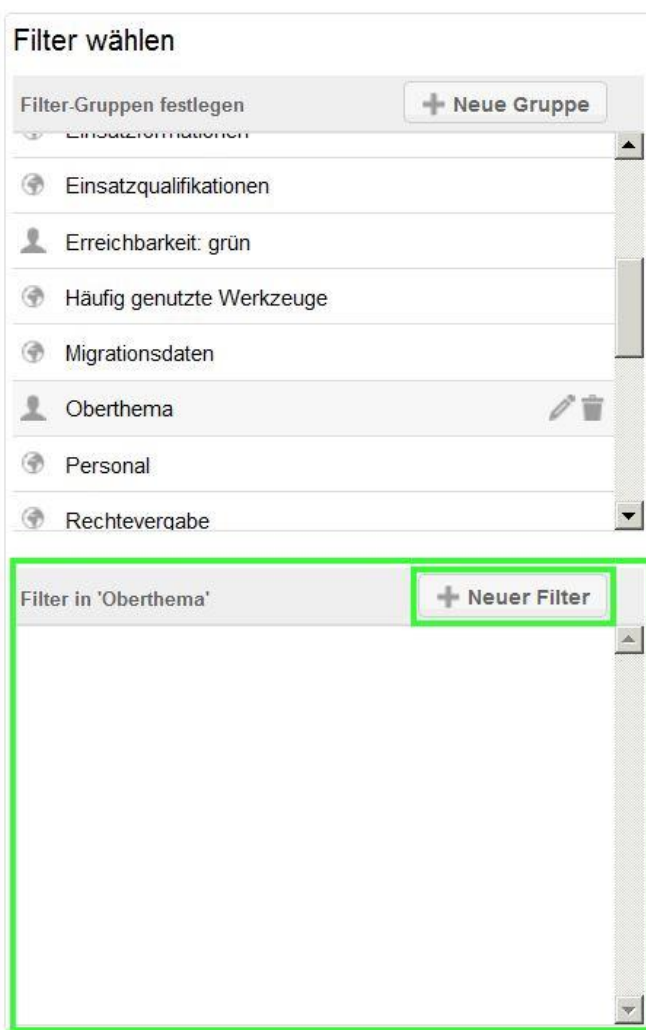 Filter wählen
Filter-Gruppen festlegen
Neue Gruppe
Einsatzqualifikationen
Erreichbarkeit: grün
Häufig genutzte Werkzeuge
Migrationsdaten
Oberthema
Personal
Rechtevergabe
Filter in 'Oberthema'
Neuer Filter